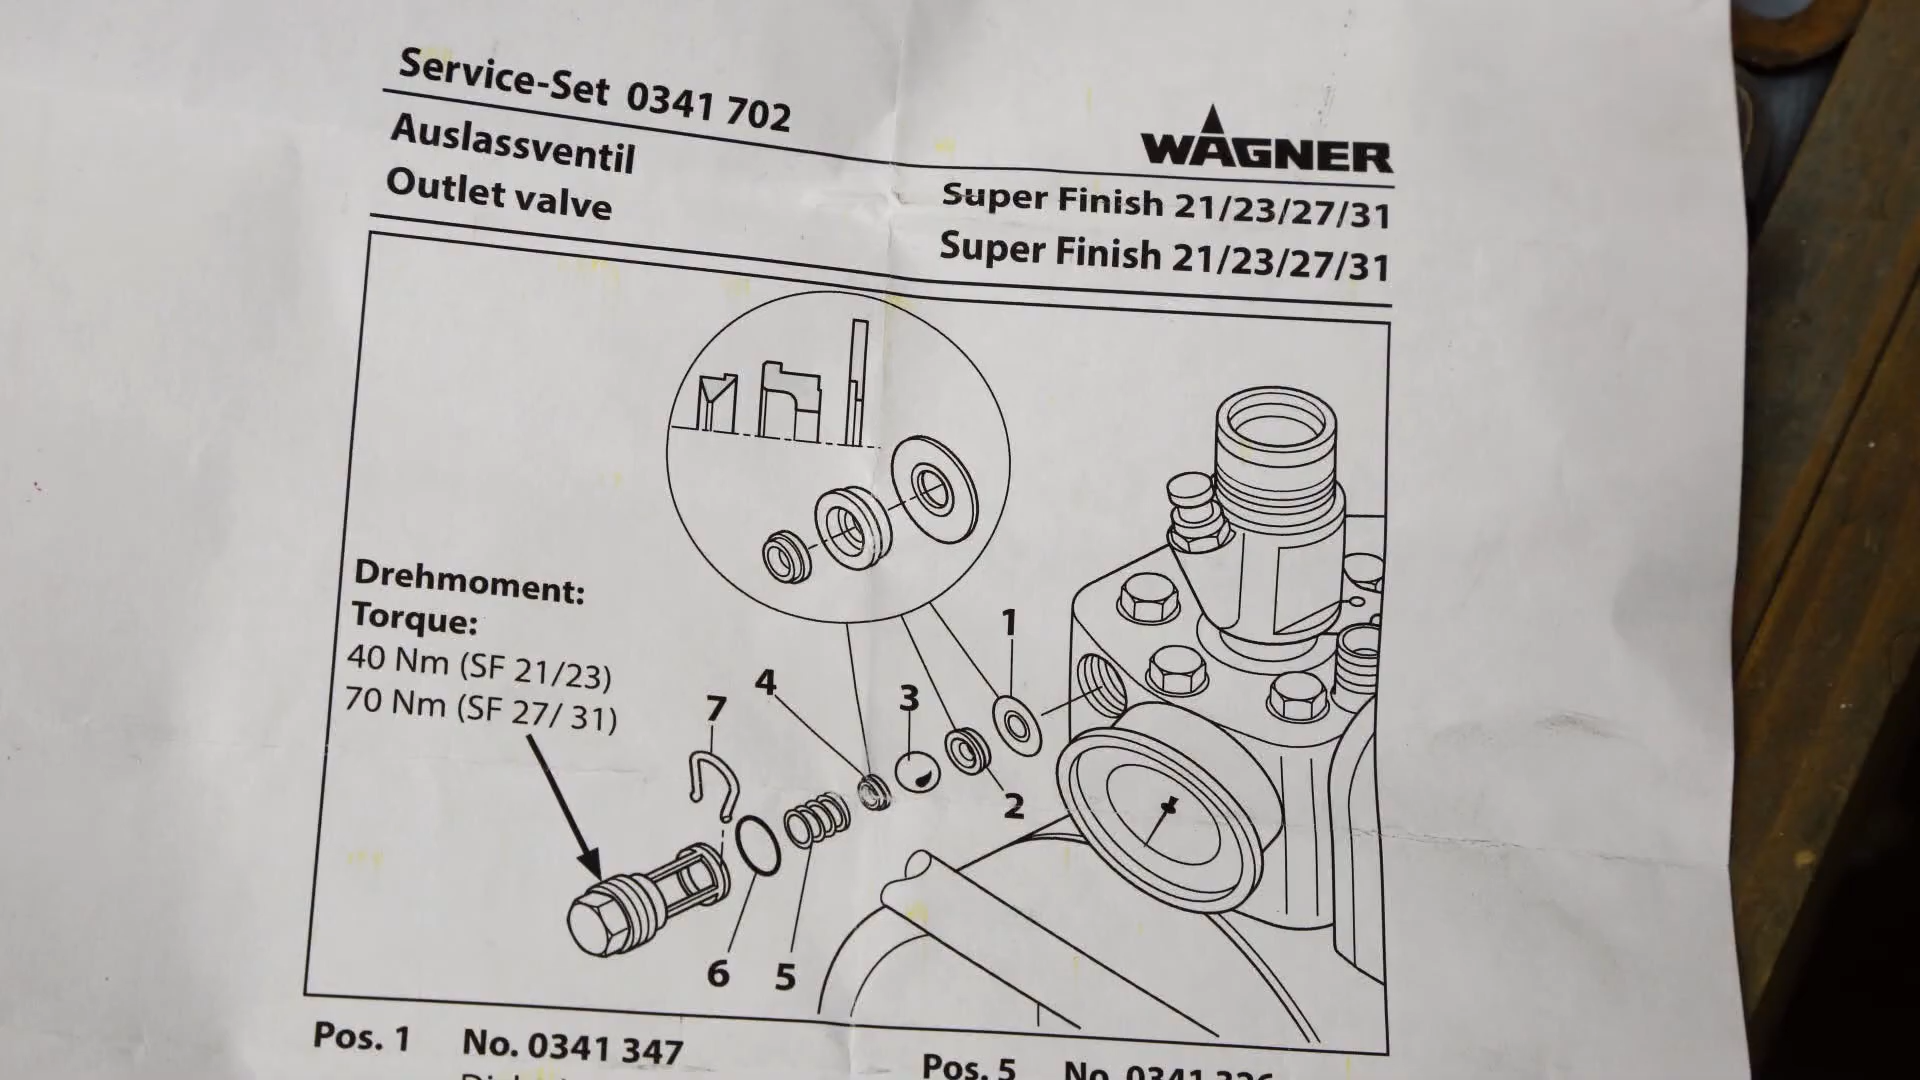 Service-Set 0341 702
Auslassventil
Outlet valve
WAGNER
Super Finish 21/23/27/31
Super Finish 21/23/27/31
Drehmoment:
Torque:
40 Nm (SF 21/23)
70 Nm (SF 27/ 31)
1
2
3
4
5
6
7
Pos. 1 No. 0341 347
Pos. 5 No. 0341